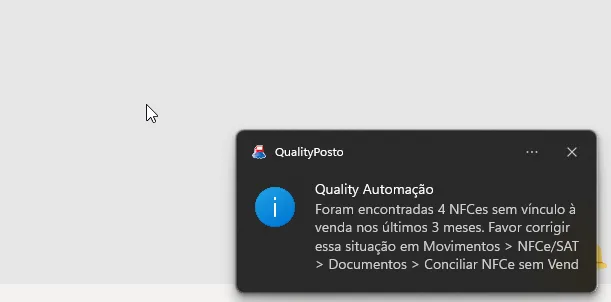 QualityPosto
Quality Automação
Foram encontradas 4 NFCes sem vínculo à
venda nos últimos 3 meses. Favor corrigir
essa situação em Movimentos > NFCe/SAT
> Documentos > Conciliar NFCe sem Vend